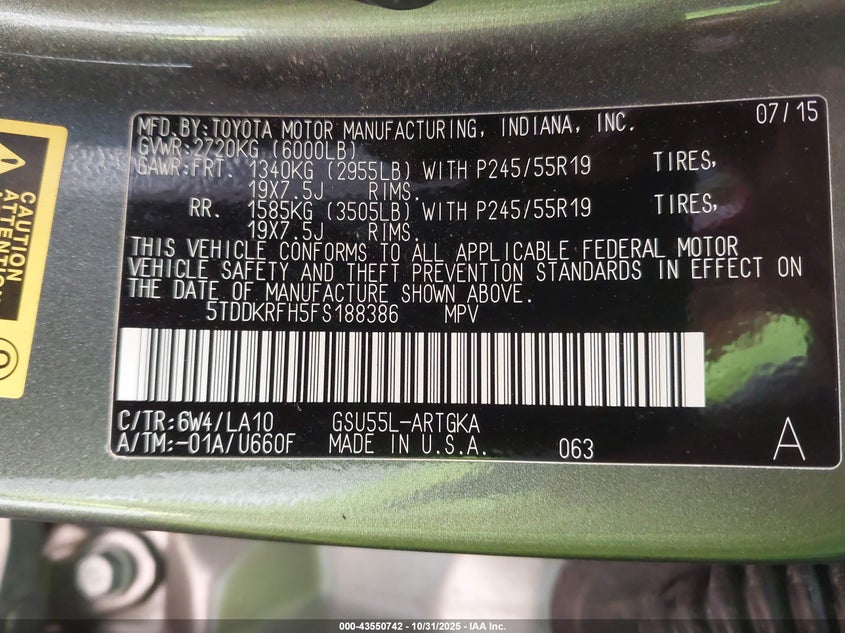 MFD.BY:TOYOTA MOTOR MANUFACTURING, INDIANA, INC. 07/15
GVWR:2720KG (6000LB)
GAWR:FRT. 1340KG (2955LB) WITH P245/55R19 TIRES,
19X7.5J RIMS.
RR. 1585KG (3505LB) WITH P245/55R19 TIRES,
19X7.5J RIMS.
THIS VEHICLE CONFORMS TO ALL APPLICABLE FEDERAL MOTOR
VEHICLE SAFETY AND THEFT PREVENTION STANDARDS IN EFFECT ON
THE DATE OF MANUFACTURE SHOWN ABOVE.
5TDDKRFH5FS188386 MPV
C/TR:6W4/LA10 GSU55L-ARTGKA
A/TM:-01A/U660F MADE IN U.S.A. 063 A
CAUTION
ATTENTION
000-43550742 - 10/31/2025 - IAA Inc.